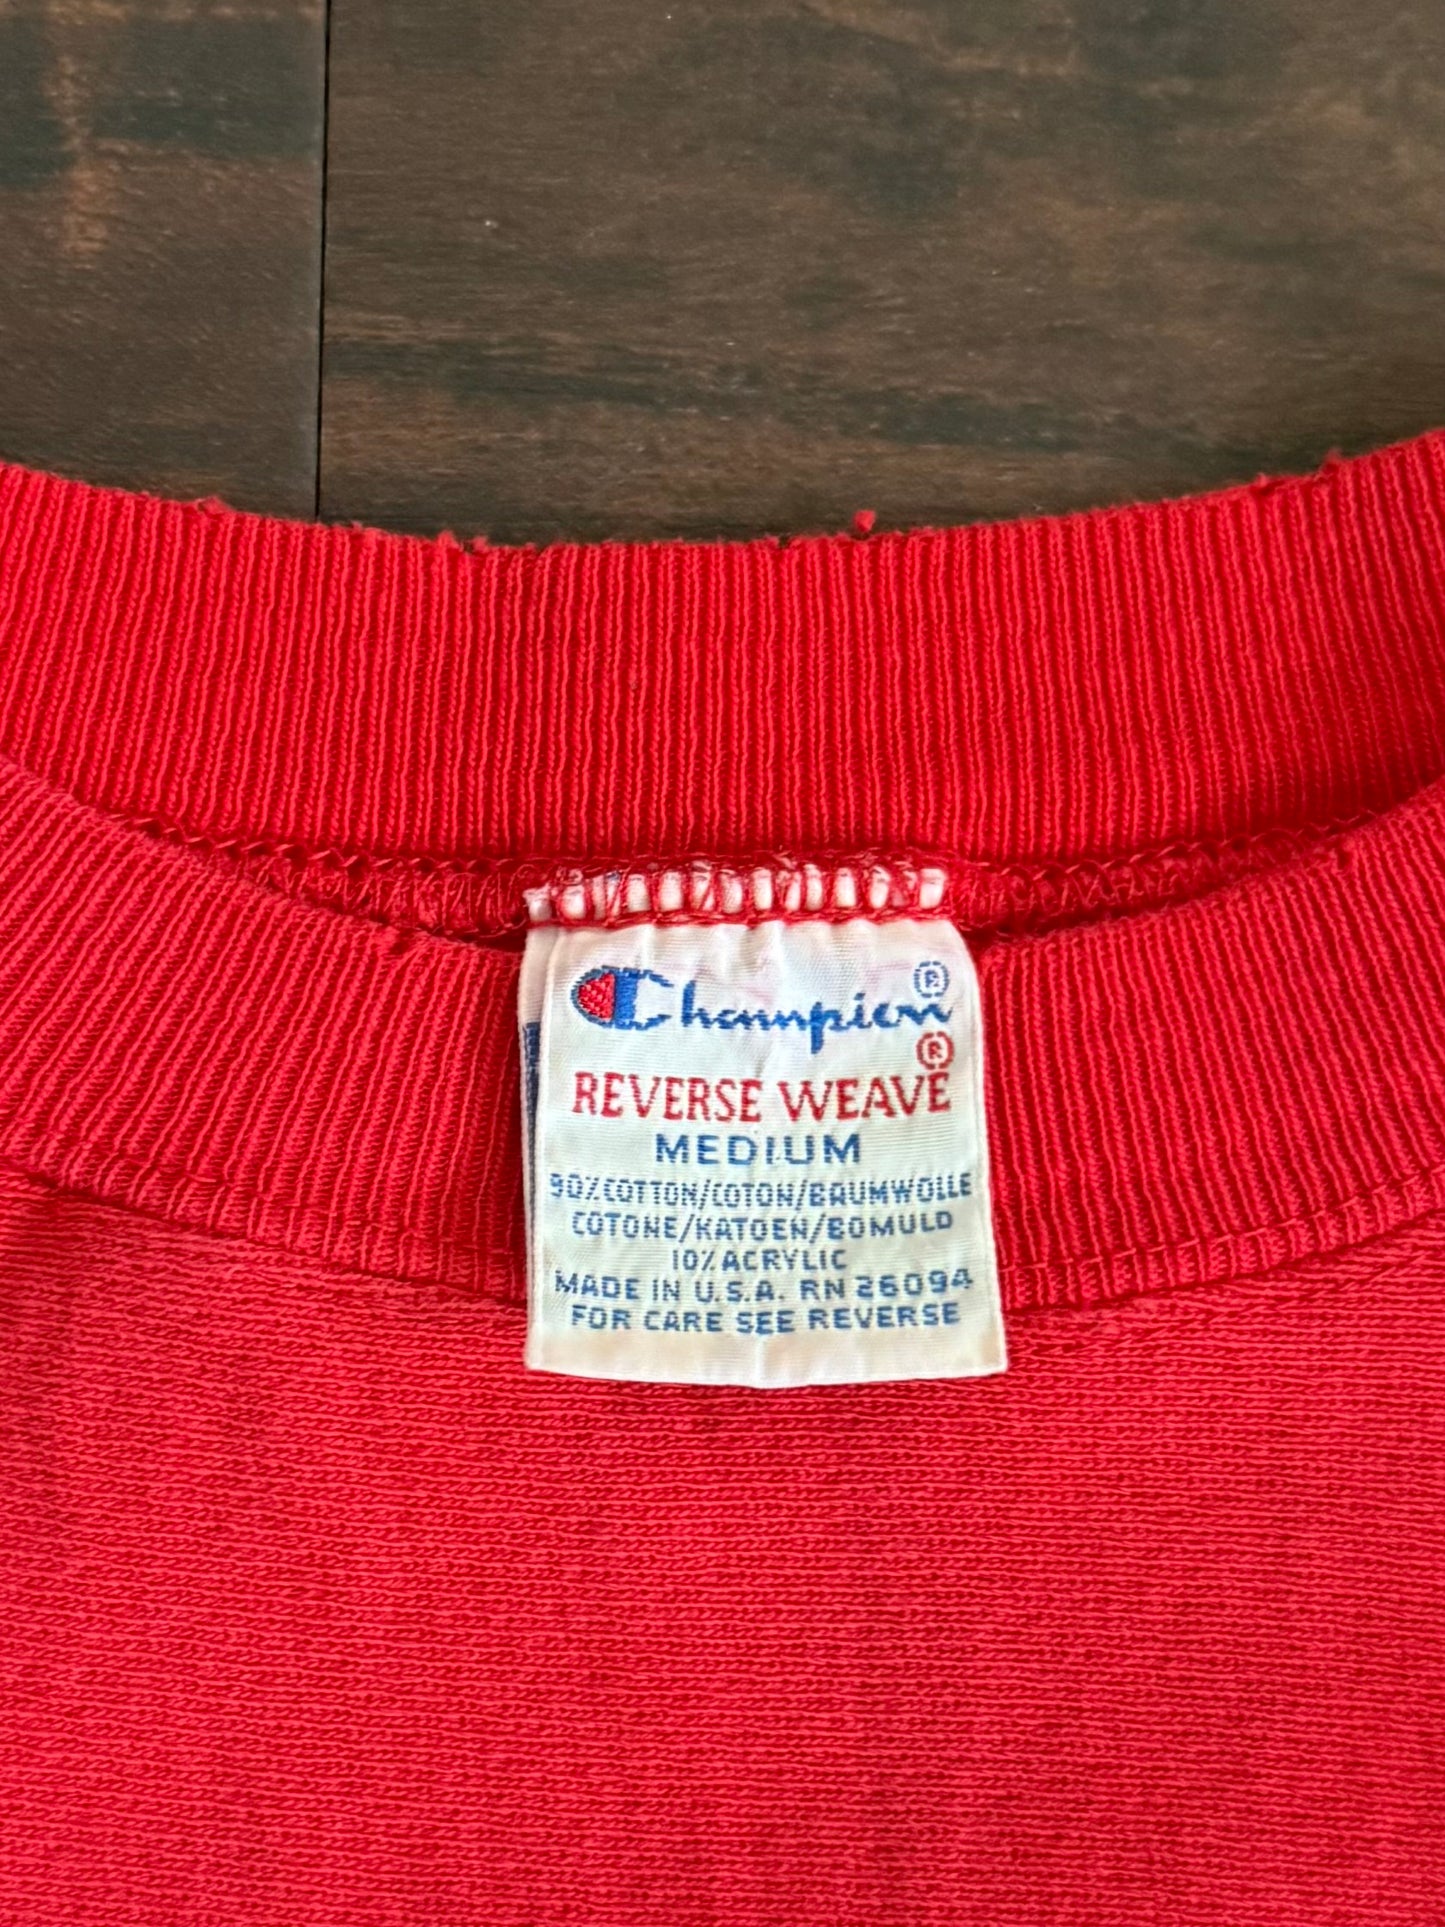 Champion®
REVERSE WEAVE®
MEDIUM
90% COTTON/COTON/BAUMWOLLE
COTONE/KATOEN/BOMULD
10% ACRYLIC
MADE IN U.S.A. RN 26094
FOR CARE SEE REVERSE